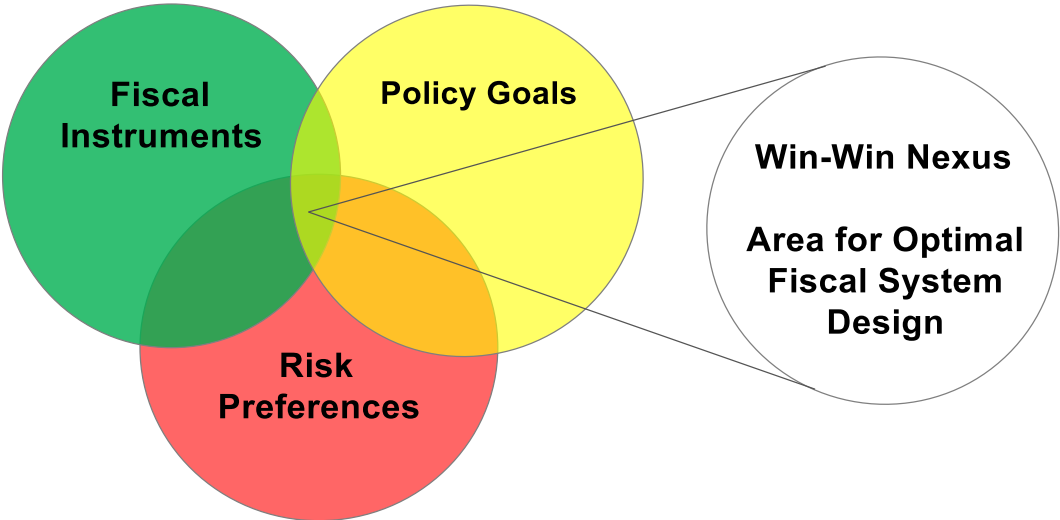 Fiscal
Instruments
Policy Goals
Risk
Preferences
Win-Win Nexus
Area for Optimal
Fiscal System
Design